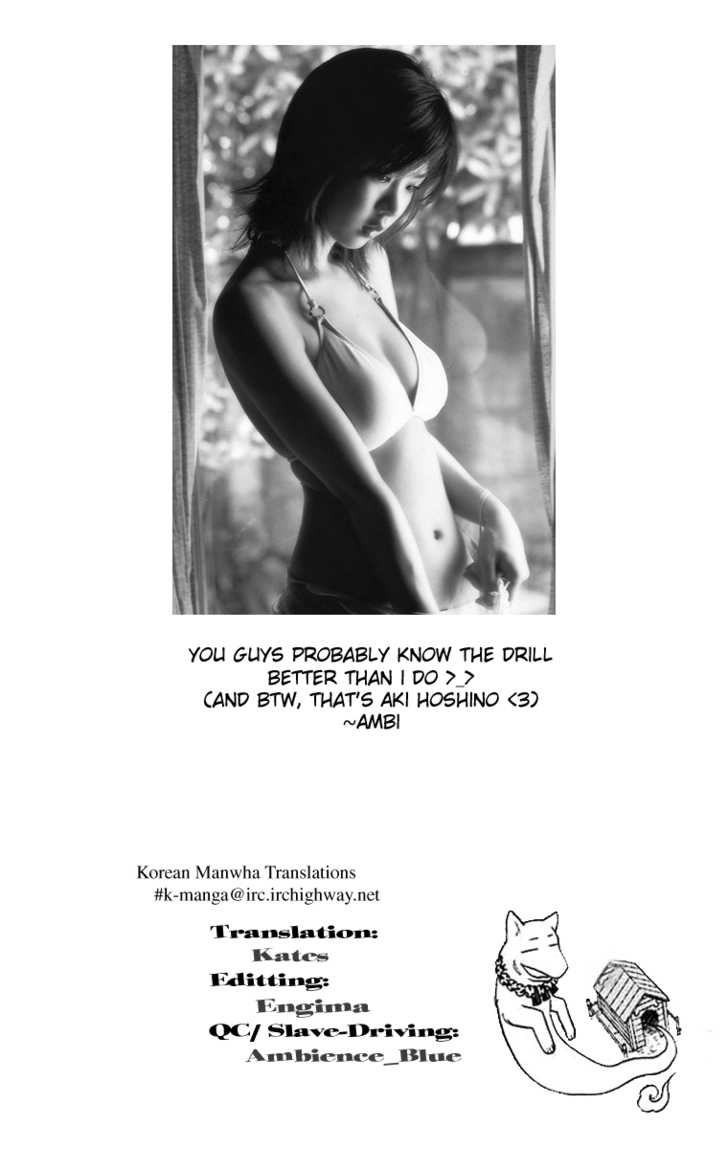 YOU GUYS PROBABLY KNOW THE DRILL
BETTER THAN I DO >_>
(AND BTW, THAT'S AKI HOSHINO <3)
~AMBI
Korean Manwha Translations
#k-manga@irc.irchighway.net
Translation:
Kates
Editting:
Engima
QC/ Slave-Driving:
Ambience_Blue